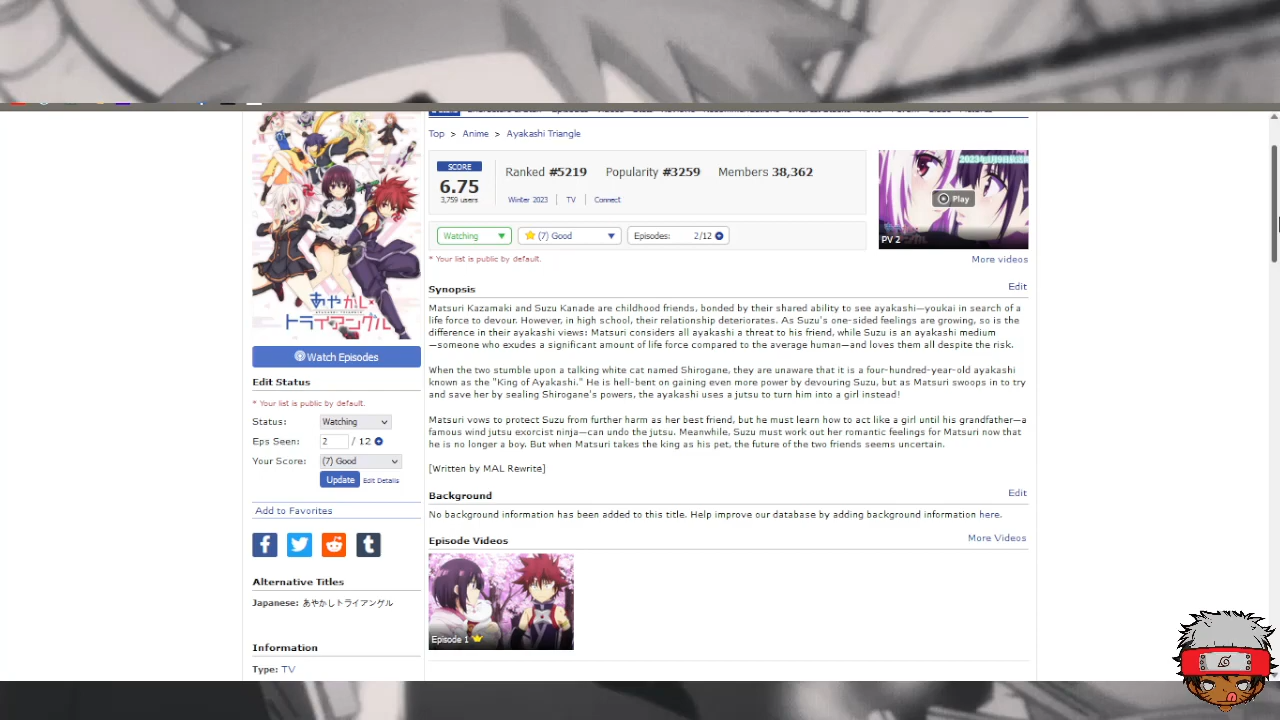 Top > Anime > Ayakashi Triangle
SCORE
6.75
3,759 users
Ranked #5219 Popularity #3259 Members 38,362
Winter 2023 TV Connect
Watching
(7) Good
Episodes: 2/12
* Your list is public by default.
Play
PV 2
More videos
Synopsis
Edit
Matsuri Kazamaki and Suzu Kanade are childhood friends, bonded by their shared ability to see ayakashi—youkai in search of a
life force to devour. However, in high school, their relationship deteriorates. As Suzu's one-sided feelings are growing, so is the
difference in their ayakashi views: Matsuri considers all ayakashi a threat to his friend, while Suzu is an ayakashi medium
—someone who exudes a significant amount of life force compared to the average human—and loves them all despite the risk.
When the two stumble upon a talking white cat named Shirogane, they are unaware that it is a four-hundred-year-old ayakashi
known as the "King of Ayakashi." He is hell-bent on gaining even more power by devouring Suzu, but as Matsuri swoops in to try
and save her by sealing Shirogane's powers, the ayakashi uses a jutsu to turn him into a girl instead!
Matsuri vows to protect Suzu from further harm as her best friend, but he must learn how to act like a girl until his grandfather—a
famous wind jutsu exorcist ninja—can undo the jutsu. Meanwhile, Suzu must work out her romantic feelings for Matsuri now that
he is no longer a boy. But when Matsuri takes the king as his pet, the future of the two friends seems uncertain.
[Written by MAL Rewrite]
Background
Edit
No background information has been added to this title. Help improve our database by adding background information here.
Episode Videos
More Videos
Episode 1
あやかし
トライアングル
Watch Episodes
Edit Status
* Your list is public by default.
Status: Watching
Eps Seen: 2 / 12
Your Score: (7) Good
Update Edit Details
Add to Favorites
Alternative Titles
Japanese: あやかしトライアングル
Information
Type: TV